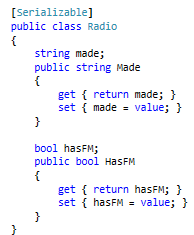 [Serializable]
public class Radio
{
    string made;
    public string Made
    {
        get { return made; }
        set { made = value; }
    }

    bool hasFM;
    public bool HasFM
    {
        get { return hasFM; }
        set { hasFM = value; }
    }
}